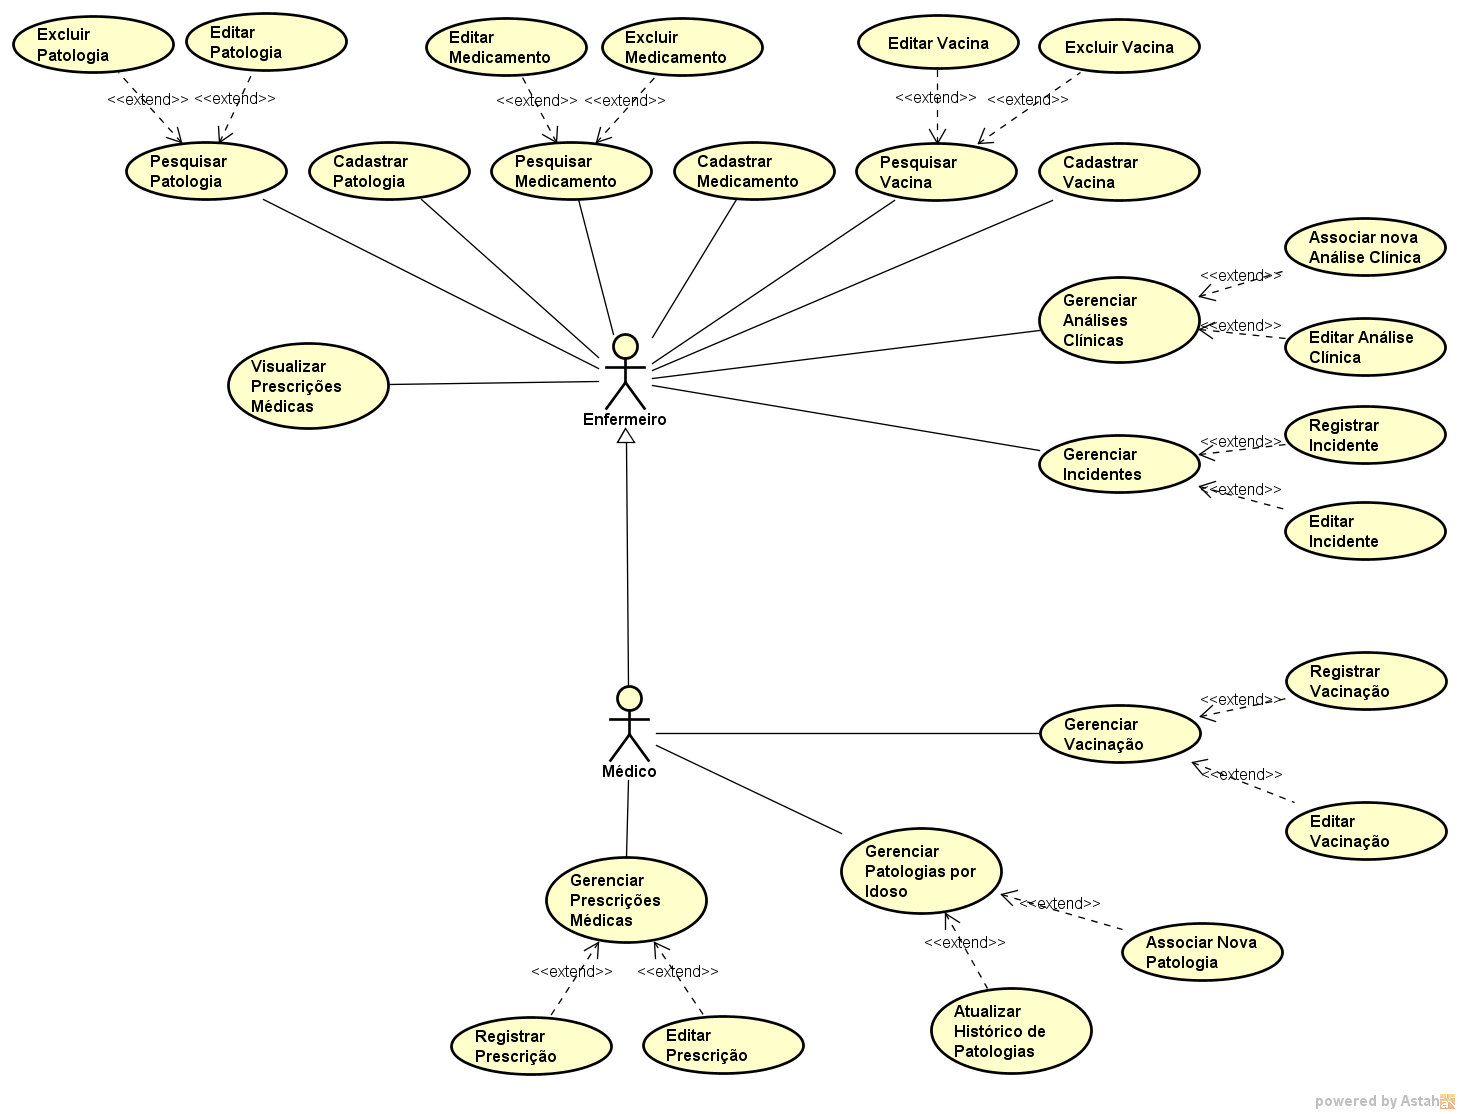 Excluir
Patologia
Editar
Patologia
Editar
Medicamento
Excluir
Medicamento
Editar Vacina
Excluir Vacina
<<extend>>
<<extend>>
<<extend>>
<<extend>>
<<extend>>
<<extend>>
Pesquisar
Patologia
Cadastrar
Patologia
Pesquisar
Medicamento
Cadastrar
Medicamento
Pesquisar
Vacina
Cadastrar
Vacina
Associar nova
Análise Clínica
<<extend>>
Gerenciar
Análises
Clínicas
<<extend>>
Editar Análise
Clínica
Visualizar
Prescrições
Médicas
Enfermeiro
Registrar
Incidente
<<extend>>
Gerenciar
Incidentes
<<extend>>
Editar
Incidente
Registrar
Vacinação
<<extend>>
Gerenciar
Vacinação
Médico
<<extend>>
Editar
Vacinação
Gerenciar
Patologias por
Idoso
Gerenciar
Prescrições
Médicas
<<extend>>
<<extend>>
Associar Nova
Patologia
<<extend>>
<<extend>>
Registrar
Prescrição
Editar
Prescrição
Atualizar
Histórico de
Patologias
powered by Astah